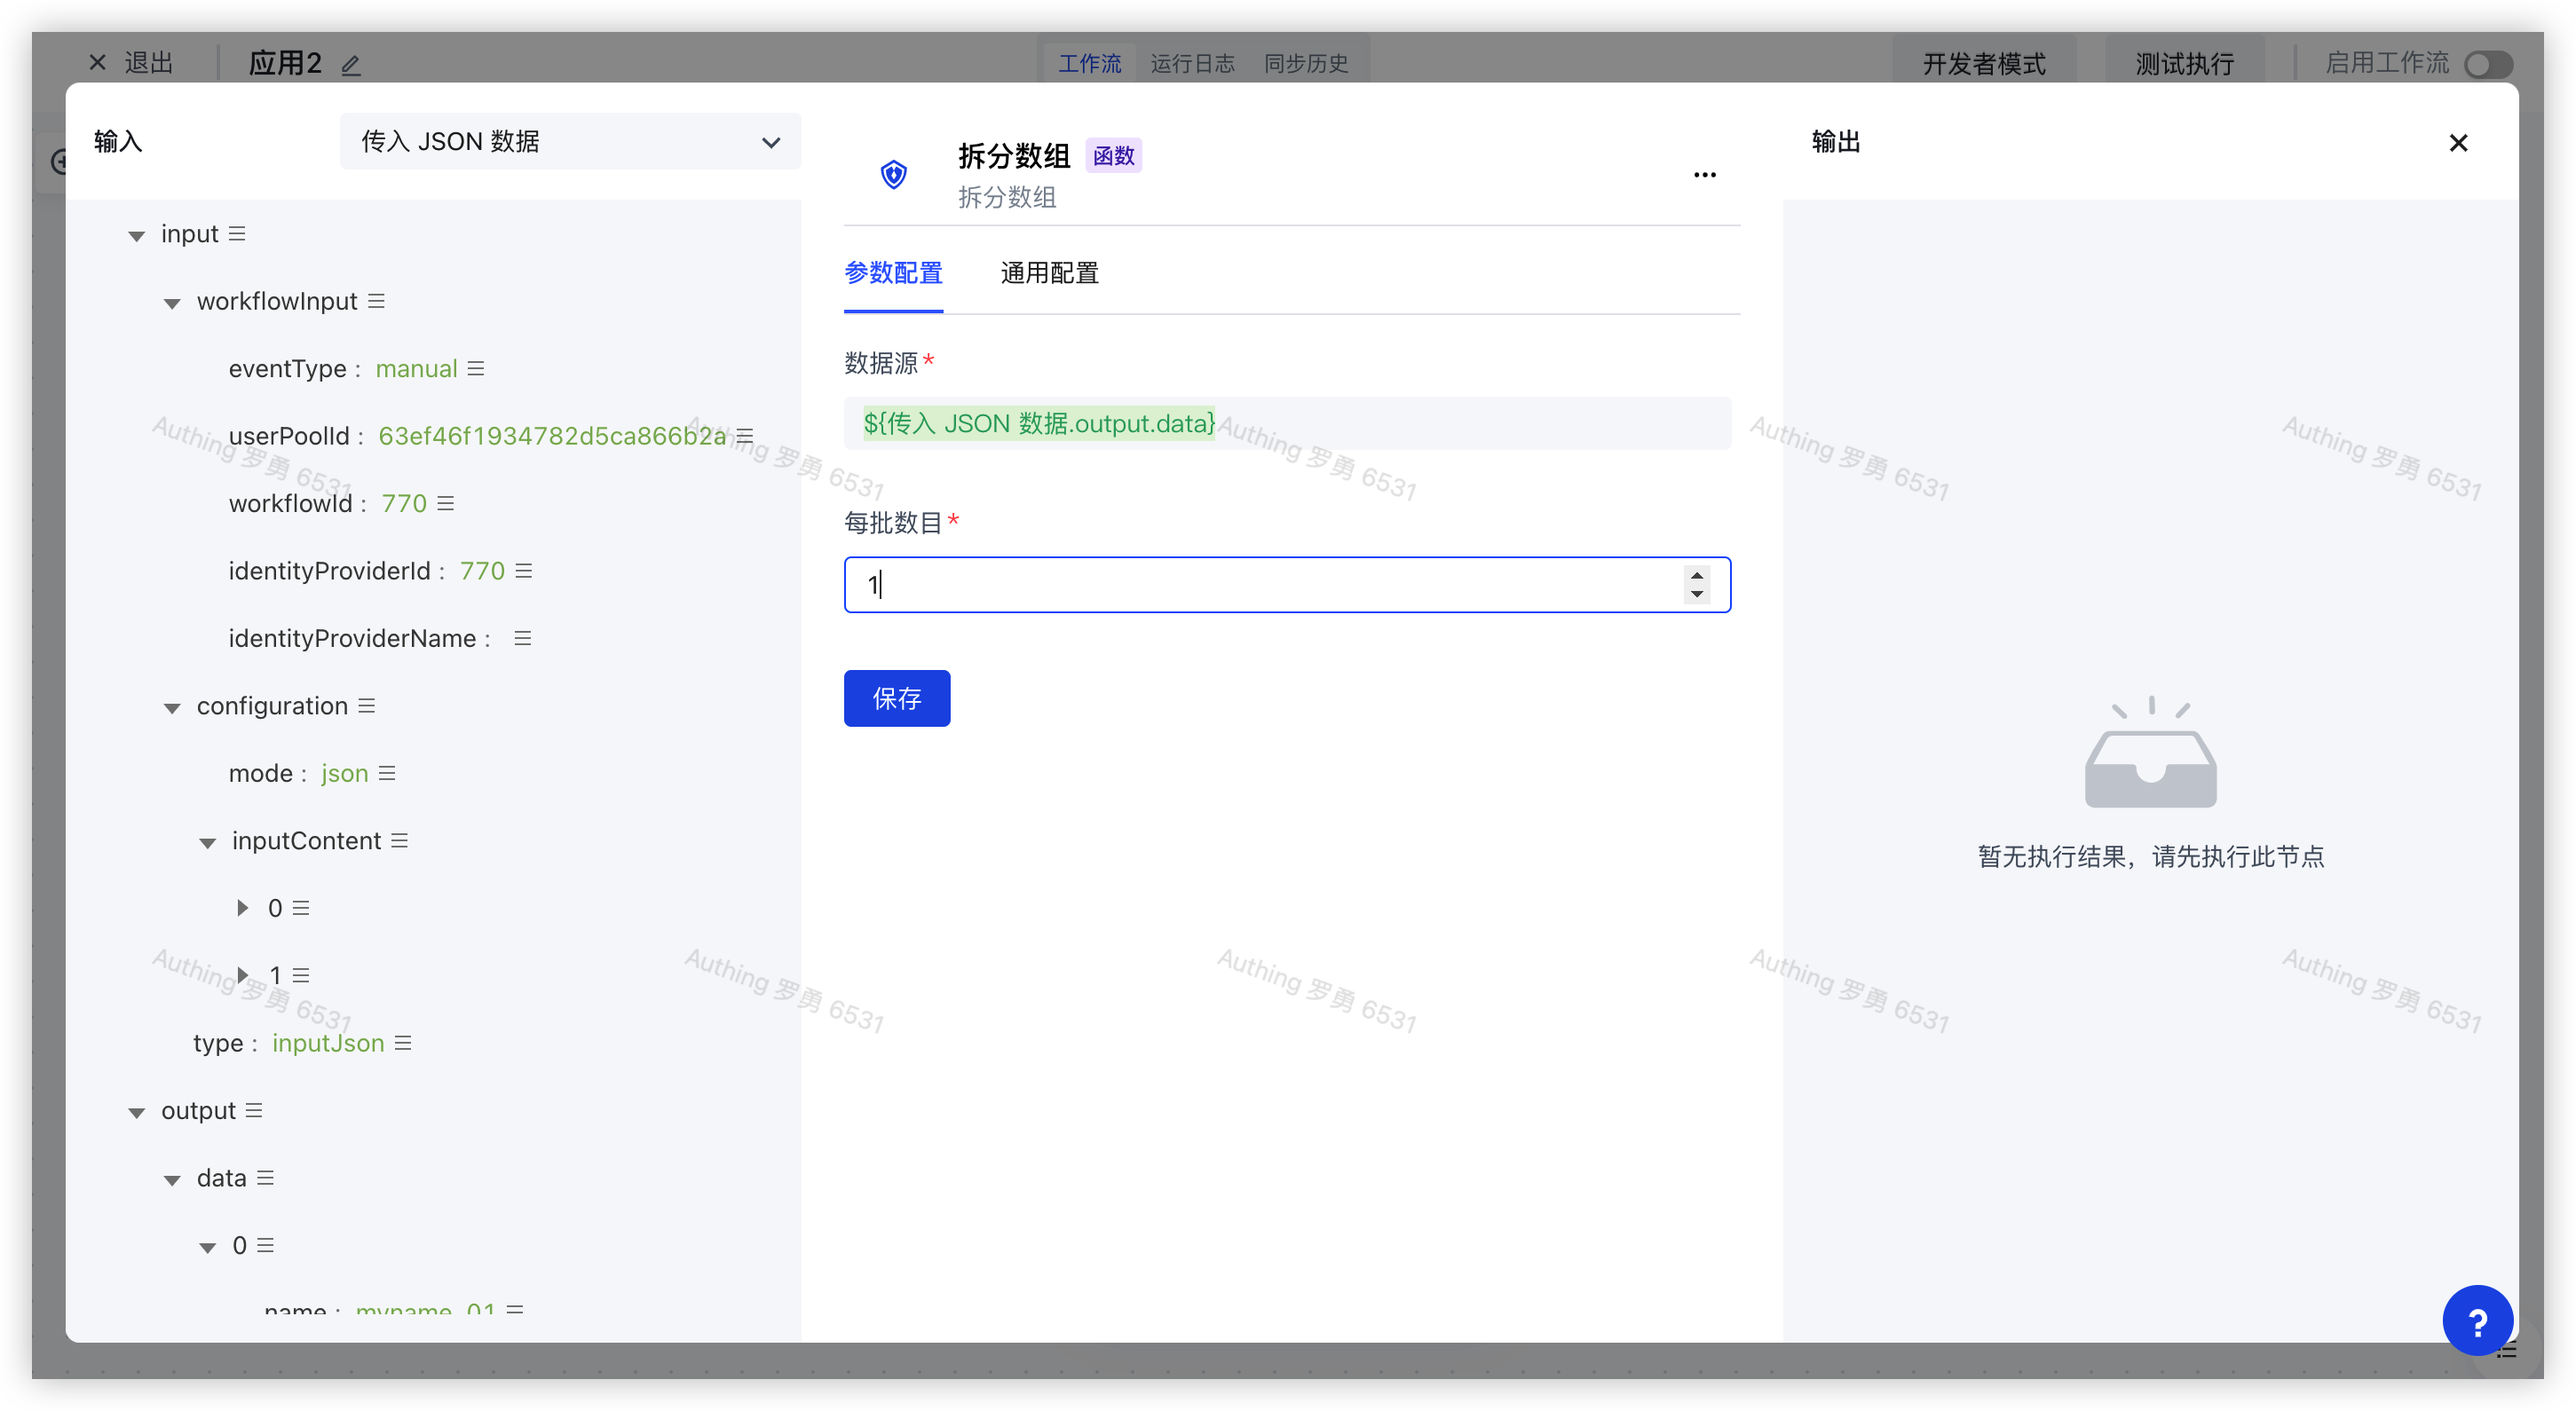 退出
应用2
工作流 运行日志 同步历史
开发者模式
测试执行
启用工作流
输入
传入 JSON 数据
input
workflowInput
eventType : manual
userPoolId : 63ef46f1934782d5ca866b2a
workflowId : 770
identityProviderId : 770
identityProviderName :
configuration
mode : json
inputContent
0
1
type : inputJson
output
data
0
name : myname_01
拆分数组 函数
拆分数组
参数配置 通用配置
数据源*
${传入 JSON 数据.output.data}
每批数目*
1
保存
输出
暂无执行结果，请先执行此节点
?
Authing 罗勇 6531
Authing 罗勇 6531
Authing 罗勇 6531
Authing 罗勇 6531
Authing 罗勇 6531
Authing 罗勇 6531
Authing 罗勇 6531
Authing 罗勇 6531
Authing 罗勇 6531
Authing 罗勇 6531